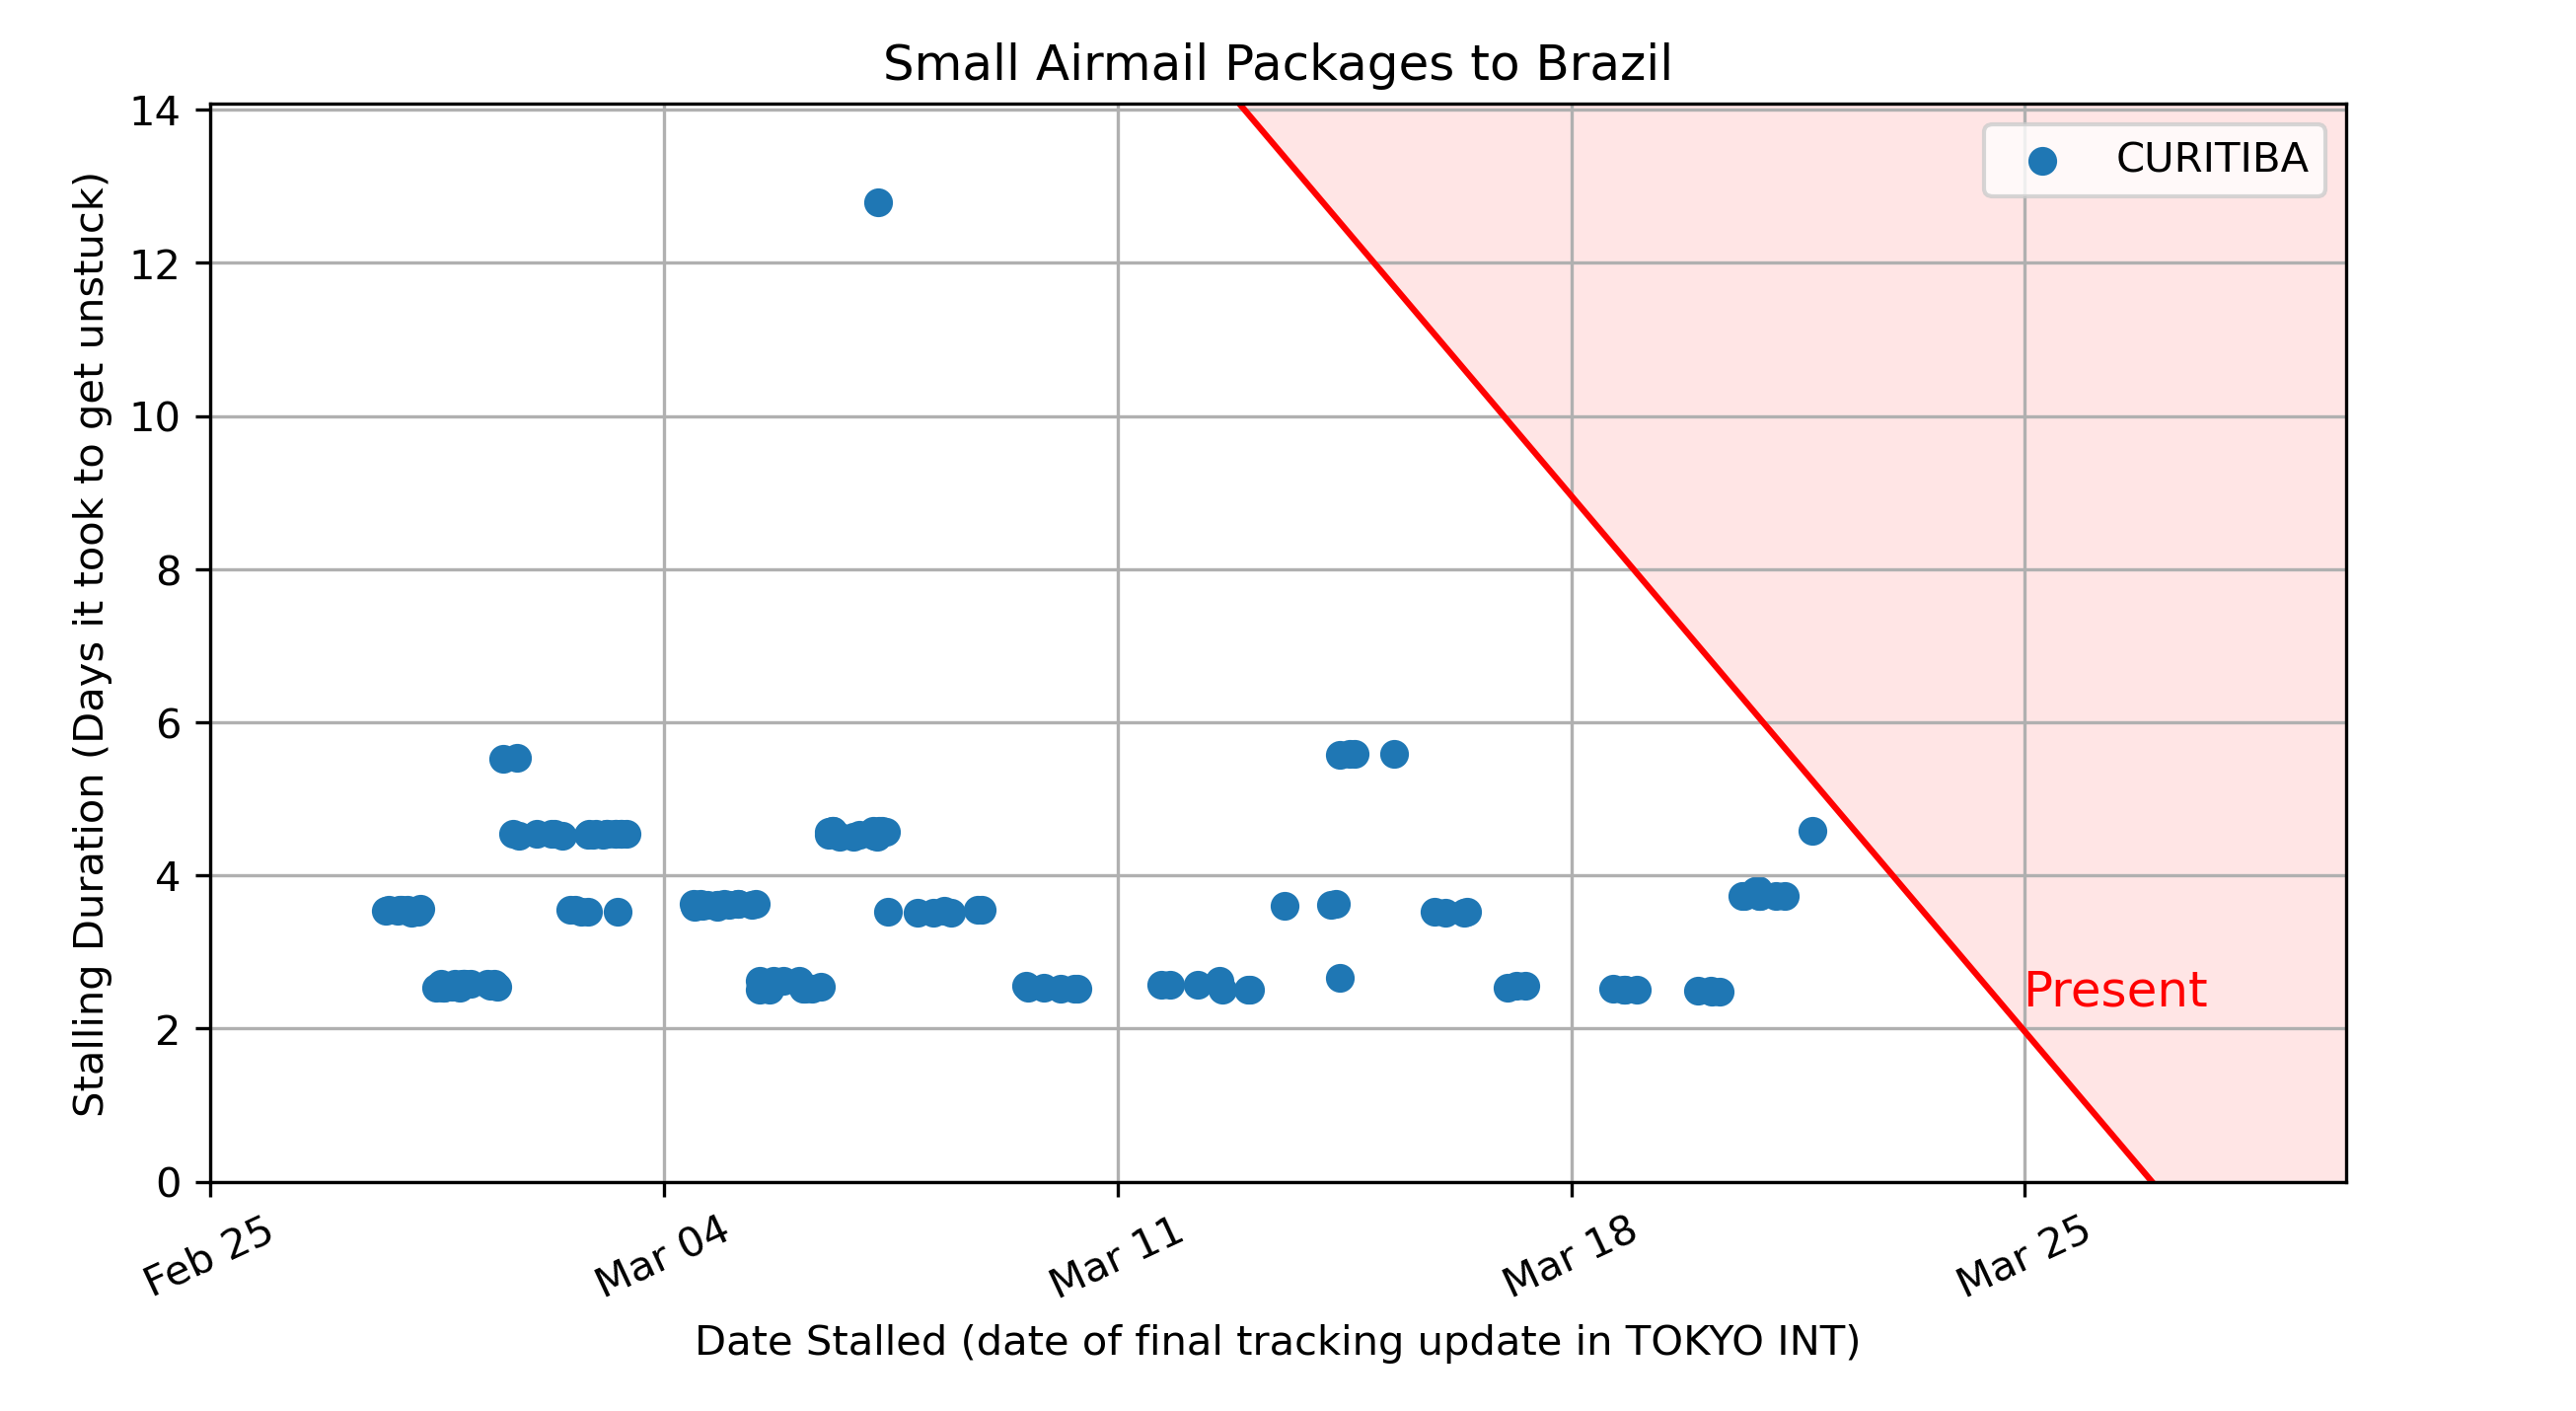 Small Airmail Packages to Brazil
Stalling Duration (Days it took to get unstuck)
14
12
10
8
6
4
2
0
CURITIBA
Present
Feb 25
Mar 04
Mar 11
Mar 18
Mar 25
Date Stalled (date of final tracking update in TOKYO INT)